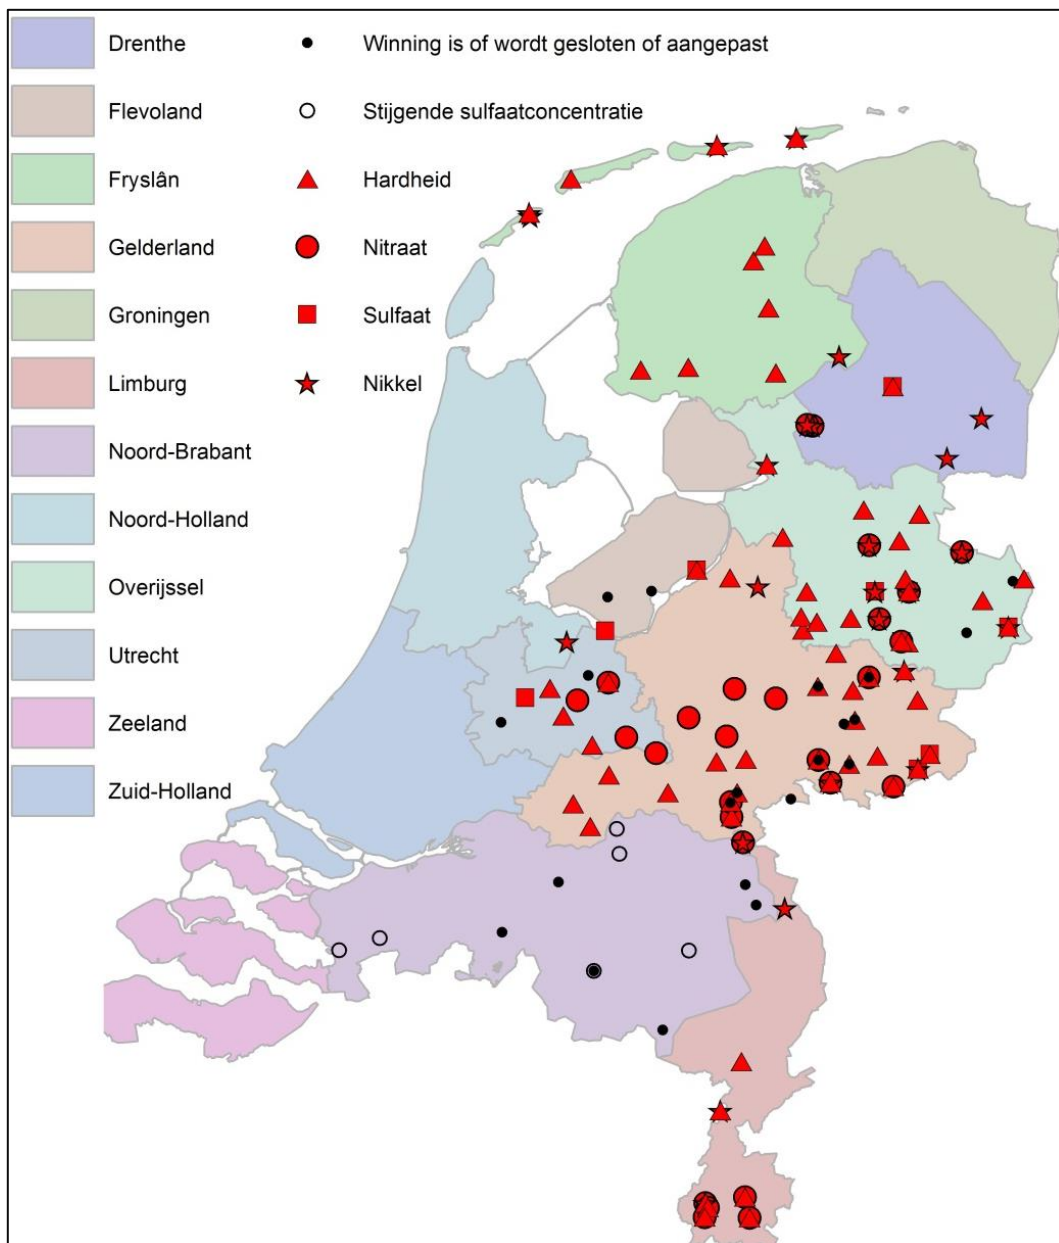 Drenthe
Winning is of wordt gesloten of aangepast
Flevoland
Stijgende sulfaatconcentratie
Fryslân
Hardheid
Gelderland
Nitraat
Groningen
Sulfaat
Limburg
Nikkel
Noord-Brabant
Noord-Holland
Overijssel
Utrecht
Zeeland
Zuid-Holland